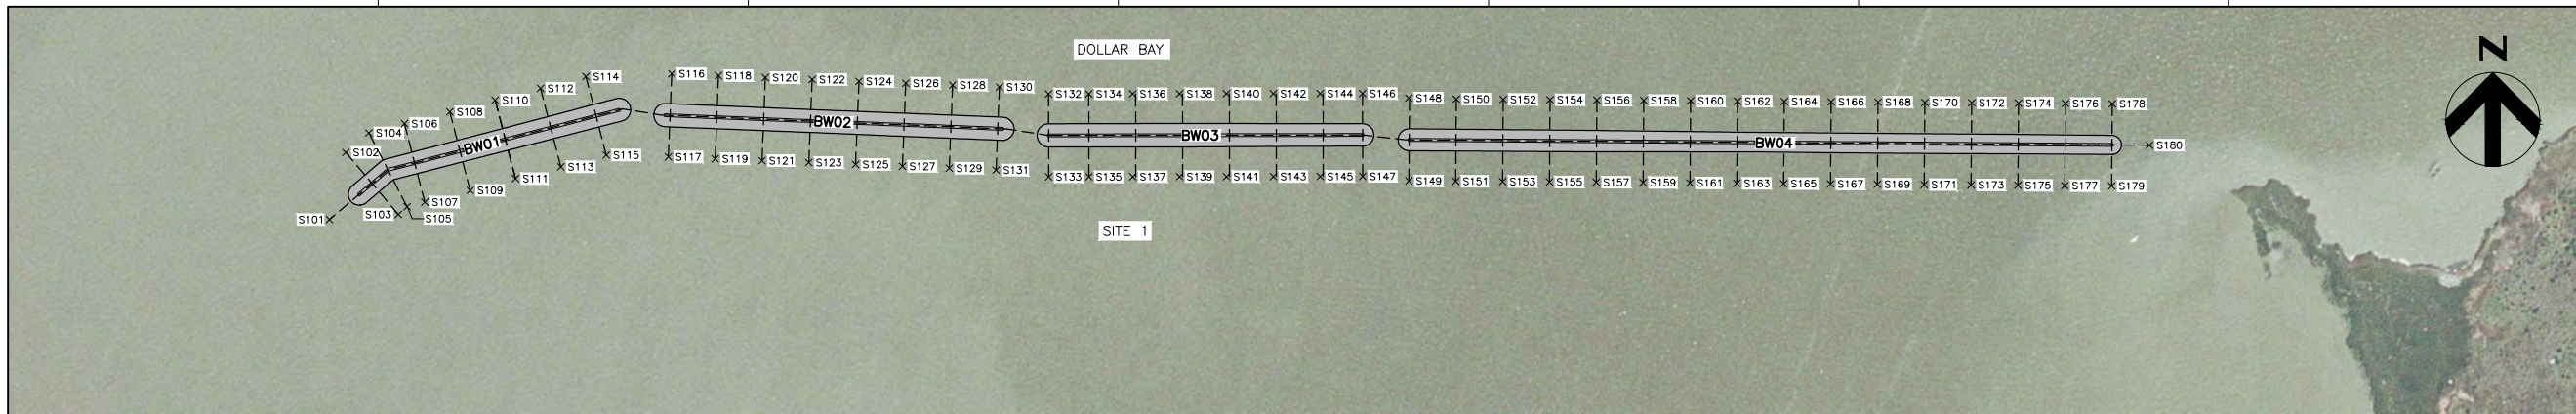 DOLLAR BAY
N
S114
S112
S110
S108
S106
S104
S102
BW01
S101
S103
S105
S107
S109
S111
S113
S115
S116 S118 S120 S122 S124 S126 S128 S130
BW02
S117 S119 S121 S123 S125 S127 S129 S131
S132 S134 S136 S138 S140 S142 S144 S146
BW03
S133 S135 S137 S139 S141 S143 S145 S147
S148 S150 S152 S154 S156 S158 S160 S162 S164 S166 S168 S170 S172 S174 S176 S178
BW04
S180
S149 S151 S153 S155 S157 S159 S161 S163 S165 S167 S169 S171 S173 S175 S177 S179
SITE 1